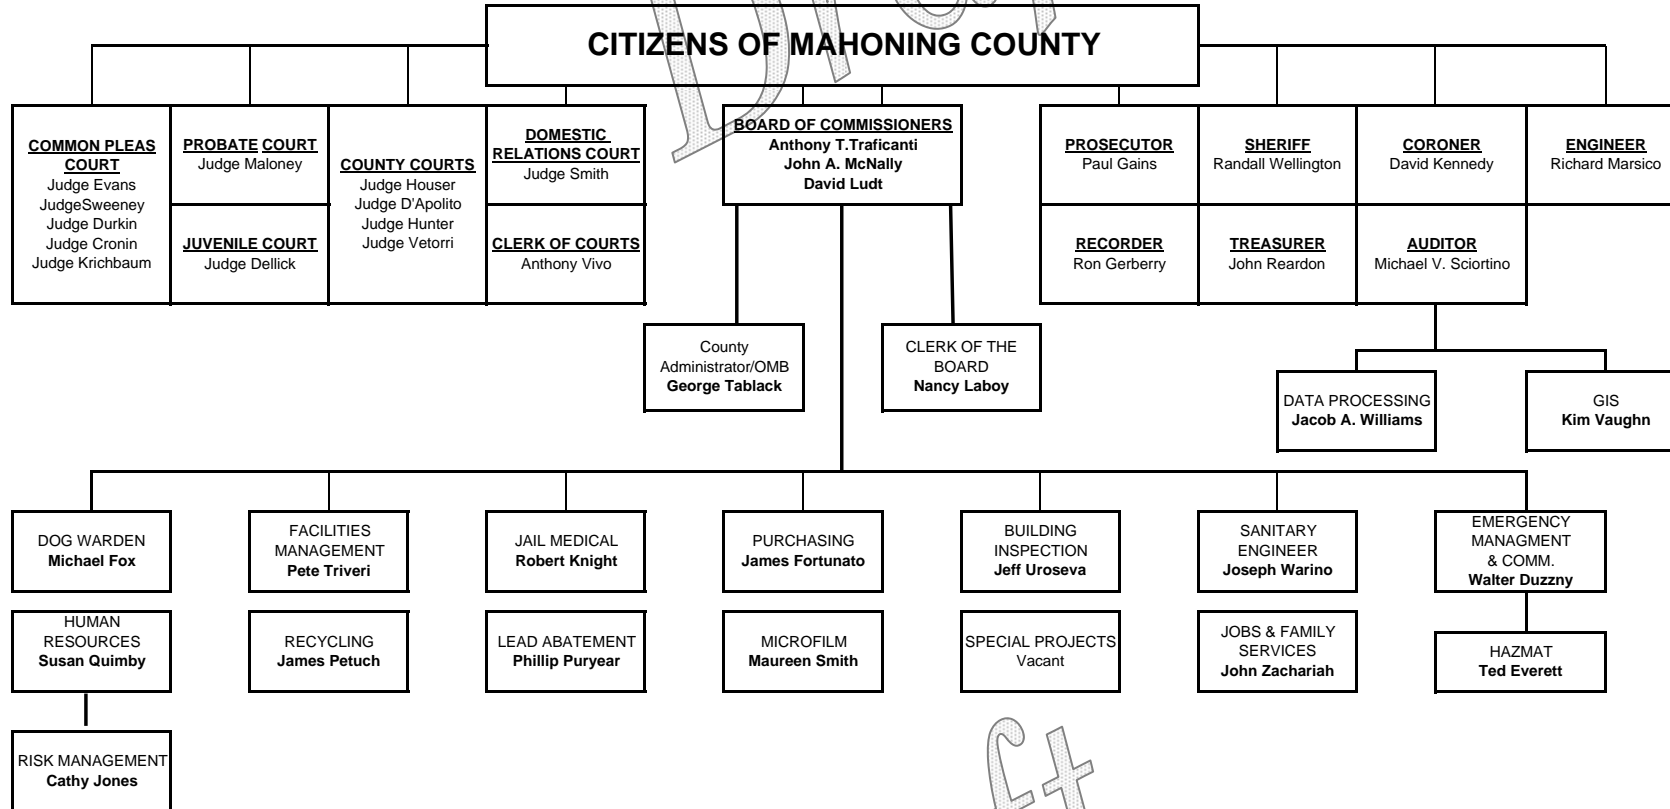 CITIZENS OF MAHONING COUNTY
COMMON PLEAS
COURT
Judge Evans
JudgeSweeney
Judge Durkin
Judge Cronin
Judge Krichbaum
PROBATE COURT
Judge Maloney
JUVENILE COURT
Judge Dellick
COUNTY COURTS
Judge Houser
Judge D'Apolito
Judge Hunter
Judge Vetorri
DOMESTIC
RELATIONS COURT
Judge Smith
CLERK OF COURTS
Anthony Vivo
BOARD OF COMMISSIONERS
Anthony T.Traficanti
John A. McNally
David Ludt
PROSECUTOR
Paul Gains
SHERIFF
Randall Wellington
CORONER
David Kennedy
ENGINEER
Richard Marsico
RECORDER
Ron Gerberry
TREASURER
John Reardon
AUDITOR
Michael V. Sciortino
County
Administrator/OMB
George Tablack
CLERK OF THE
BOARD
Nancy Laboy
DATA PROCESSING
Jacob A. Williams
GIS
Kim Vaughn
DOG WARDEN
Michael Fox
FACILITIES
MANAGEMENT
Pete Triveri
JAIL MEDICAL
Robert Knight
PURCHASING
James Fortunato
BUILDING
INSPECTION
Jeff Uroseva
SANITARY
ENGINEER
Joseph Warino
EMERGENCY
MANAGMENT
& COMM.
Walter Duzzny
HUMAN
RESOURCES
Susan Quimby
RECYCLING
James Petuch
LEAD ABATEMENT
Phillip Puryear
MICROFILM
Maureen Smith
SPECIAL PROJECTS
Vacant
JOBS & FAMILY
SERVICES
John Zachariah
HAZMAT
Ted Everett
RISK MANAGEMENT
Cathy Jones